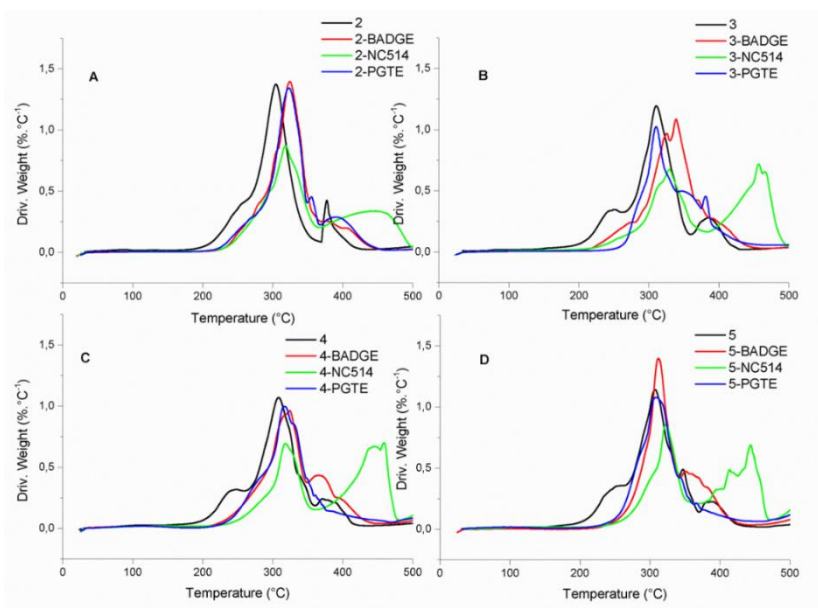 A
2
2-BADGE
2-NC514
2-PGTE
1,5
1,0
0,5
0,0
Driv. Weight (%.°C⁻¹)
0 100 200 300 400 500
Temperature (°C)
B
3
3-BADGE
3-NC514
3-PGTE
1,5
1,0
0,5
0,0
Driv. Weight (%.°C⁻¹)
0 100 200 300 400 500
Temperature (°C)
C
4
4-BADGE
4-NC514
4-PGTE
1,5
1,0
0,5
0,0
Driv. Weight (%.°C⁻¹)
0 100 200 300 400 500
Temperature (°C)
D
5
5-BADGE
5-NC514
5-PGTE
1,5
1,0
0,5
0,0
Driv. Weight (%.°C⁻¹)
0 100 200 300 400 500
Temperature (°C)